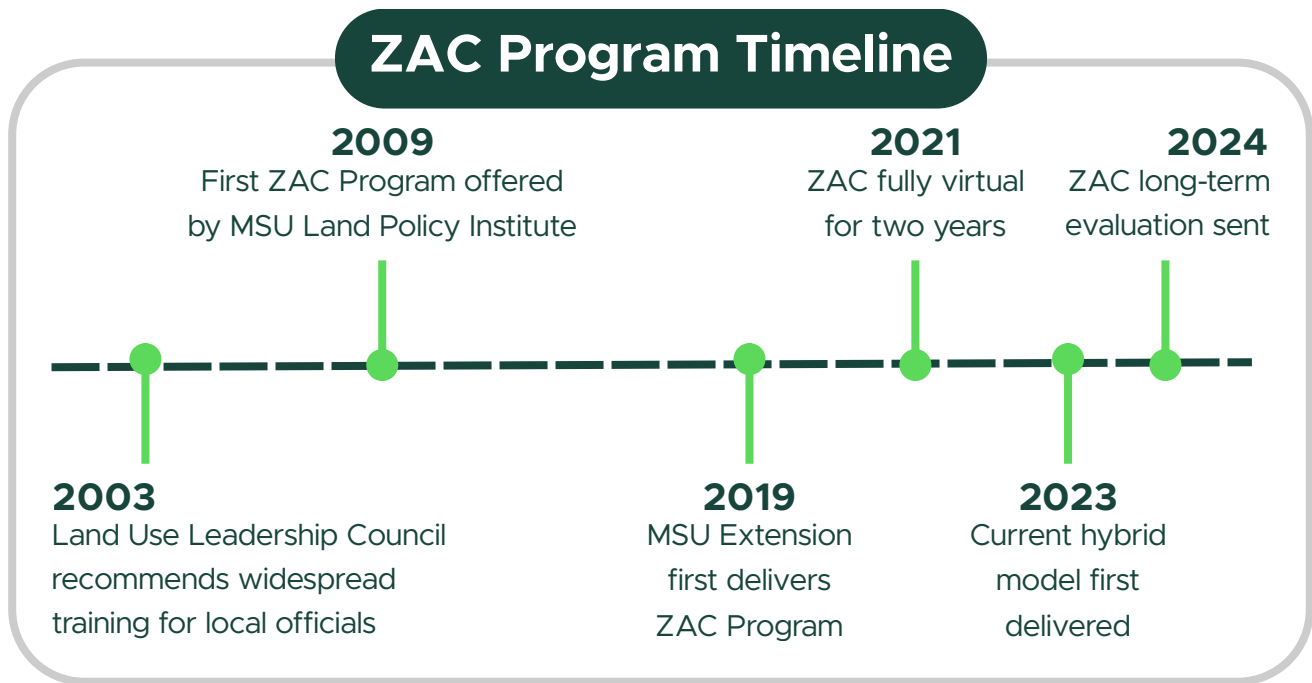 ZAC Program Timeline
2009
First ZAC Program offered
by MSU Land Policy Institute
2021
ZAC fully virtual
for two years
2024
ZAC long-term
evaluation sent
2003
Land Use Leadership Council
recommends widespread
training for local officials
2019
MSU Extension
first delivers
ZAC Program
2023
Current hybrid
model first
delivered